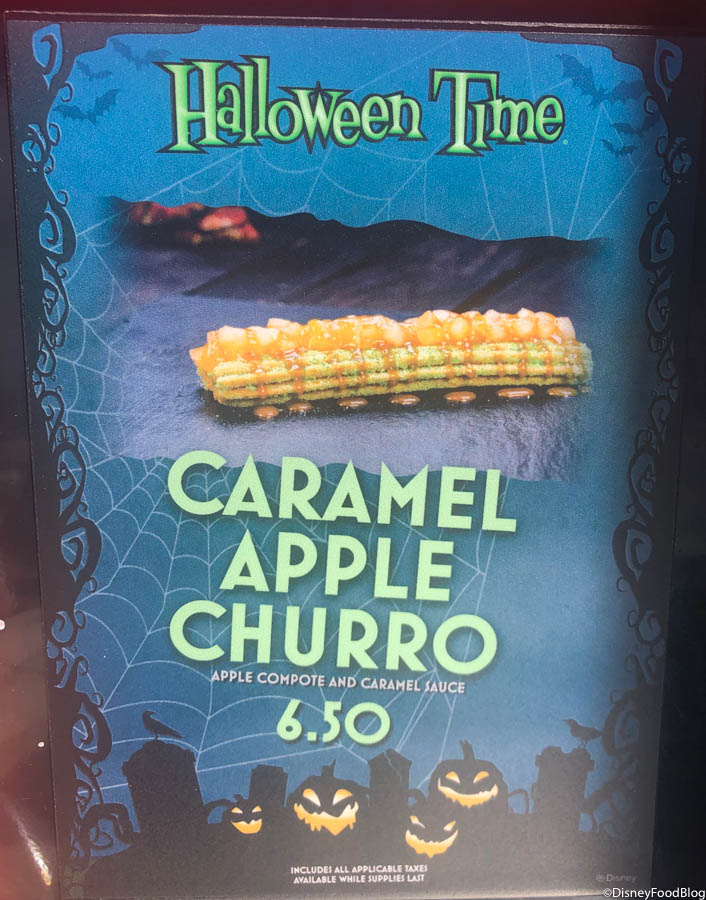 Halloween Time
CARAMEL
APPLE
CHURRO
APPLE COMPOTE AND CARAMEL SAUCE
6.50
INCLUDES ALL APPLICABLE TAXES
AVAILABLE WHILE SUPPLIES LAST
©Disney
©DisneyFoodBlog